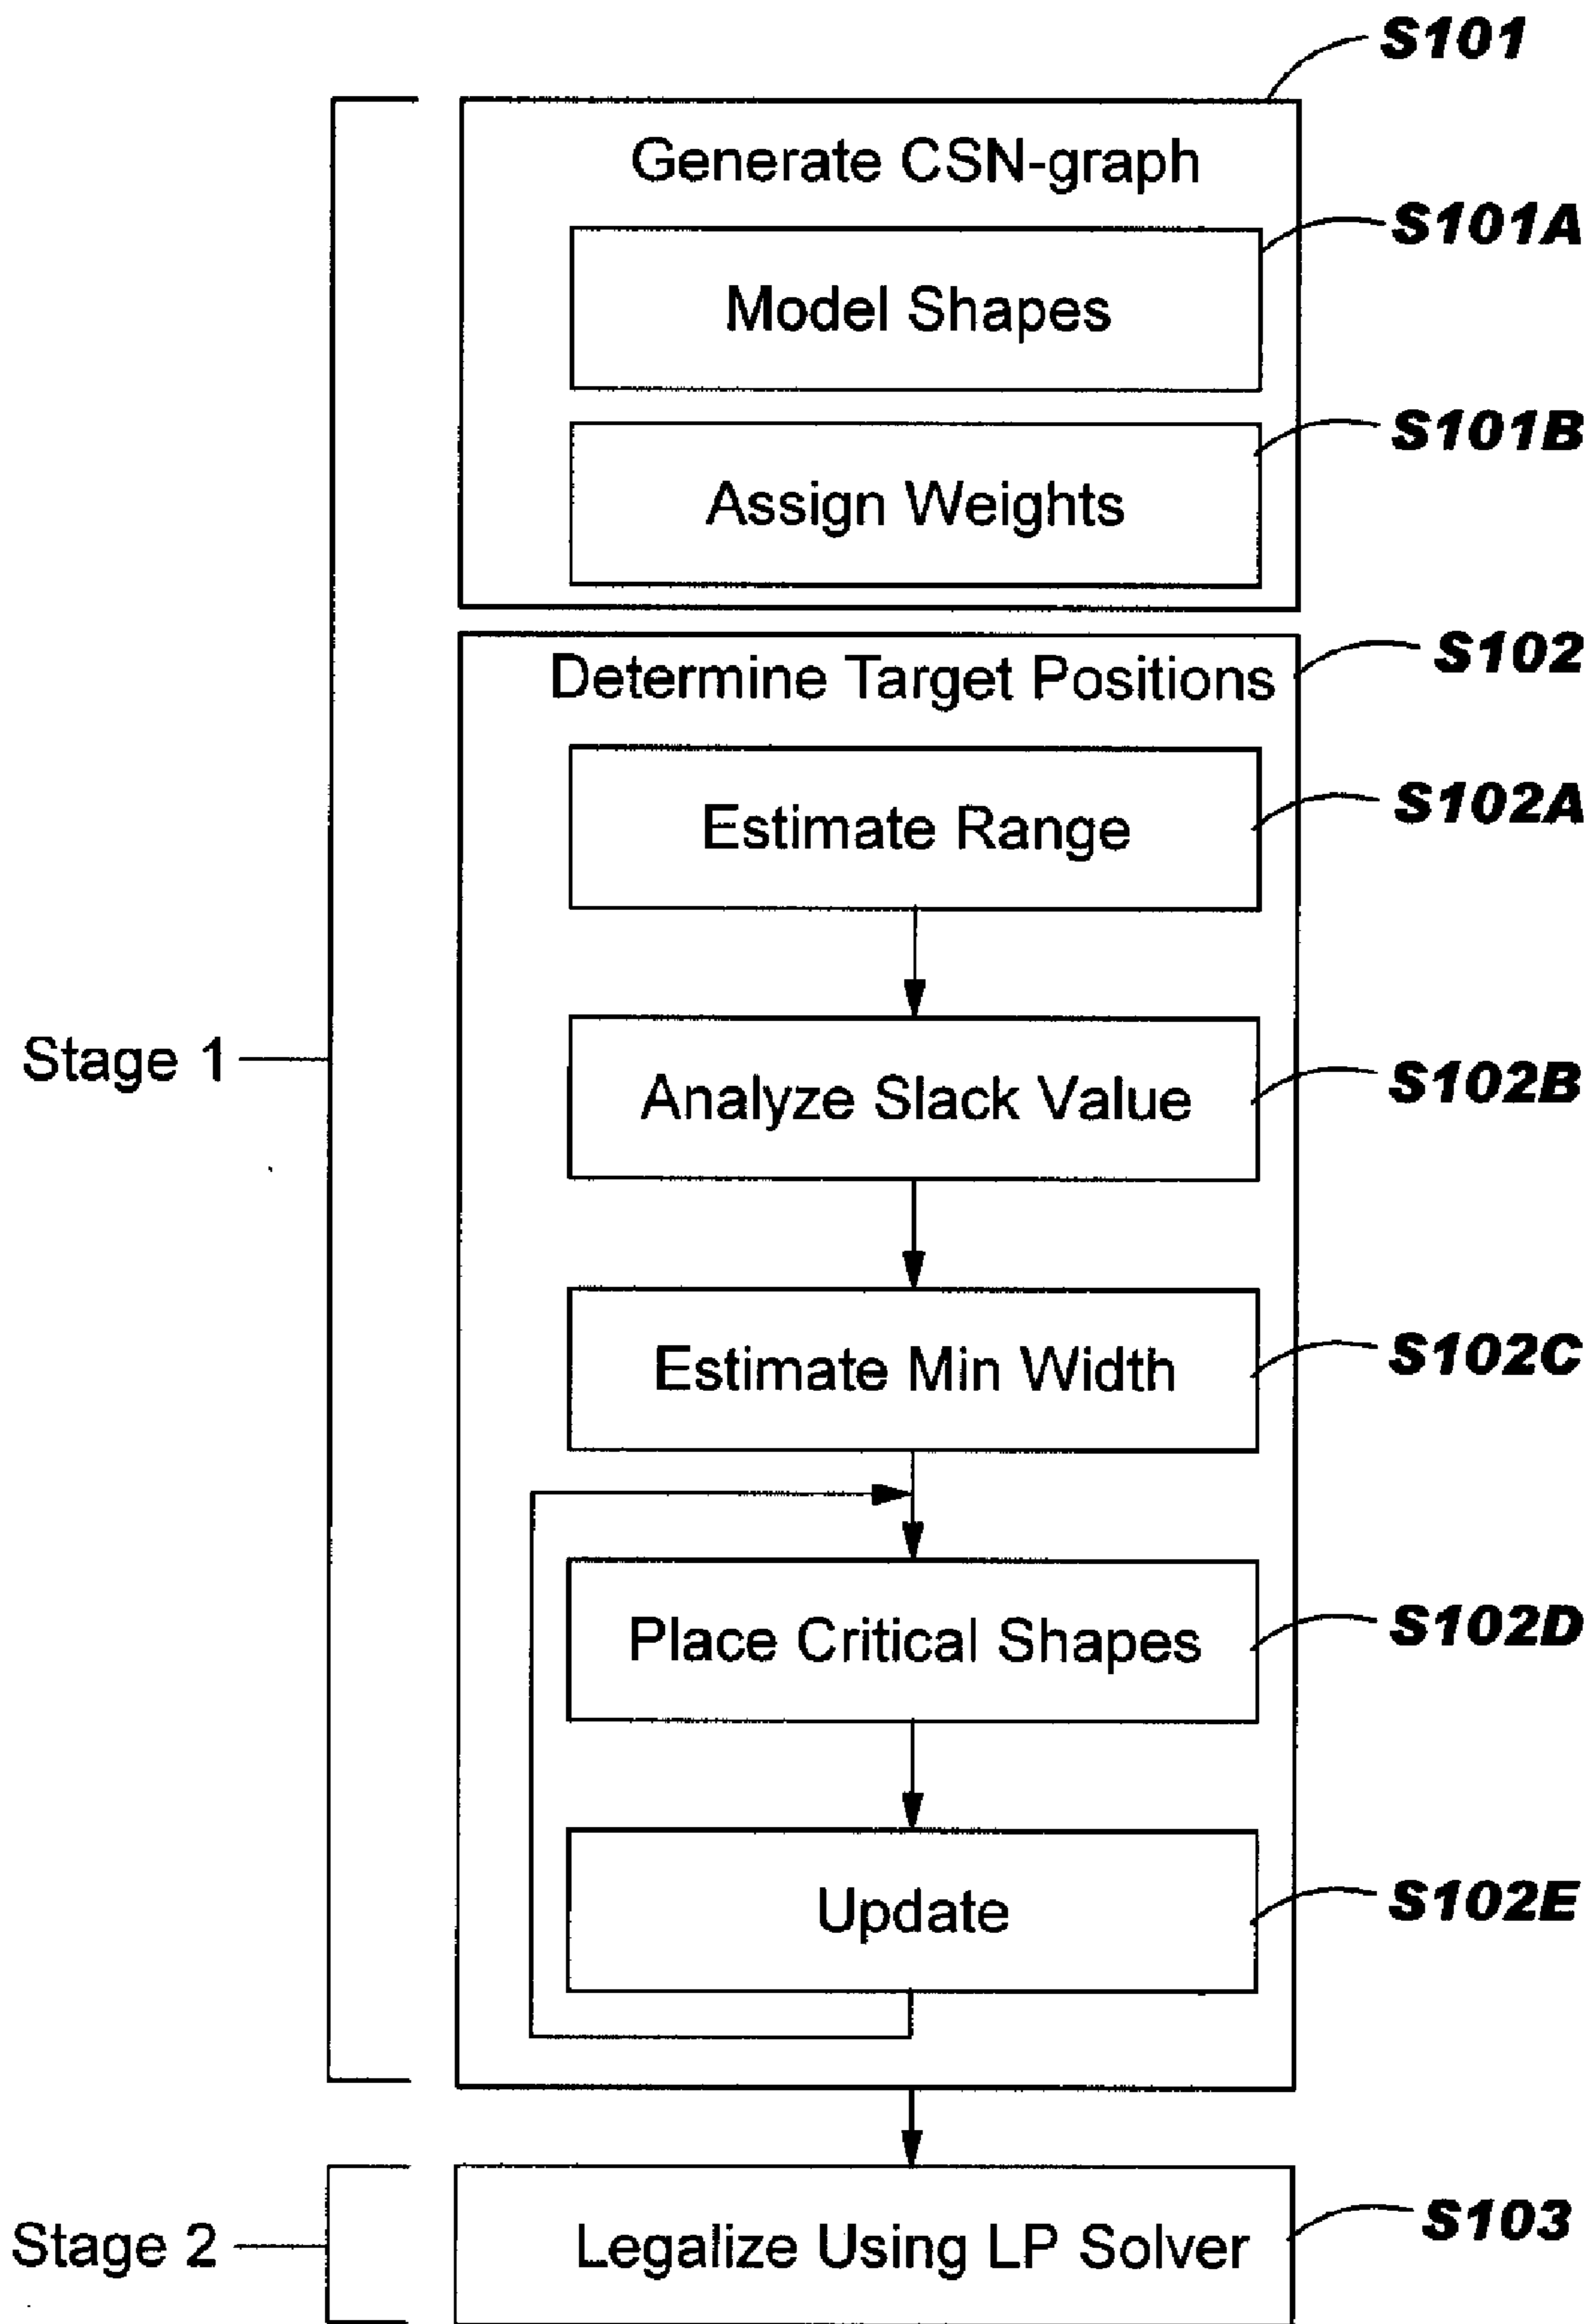 S101
Generate CSN-graph
S101A
Model Shapes
S101B
Assign Weights
S102
Determine Target Positions
S102A
Estimate Range
Stage 1
Analyze Slack Value
S102B
Estimate Min Width
S102C
Place Critical Shapes
S102D
Update
S102E
Stage 2
Legalize Using LP Solver
S103